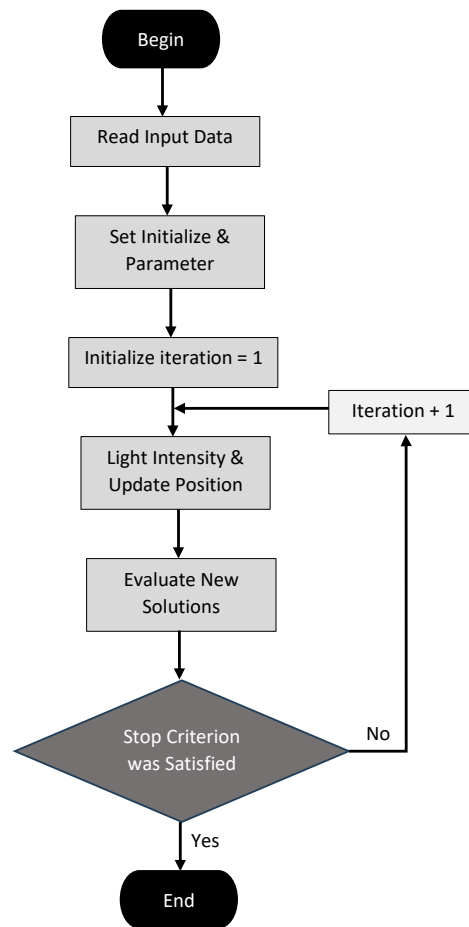 Begin
Read Input Data
Set Initialize &
Parameter
Initialize iteration = 1
Iteration + 1
Light Intensity &
Update Position
Evaluate New
Solutions
Stop Criterion
was Satisfied
No
Yes
End